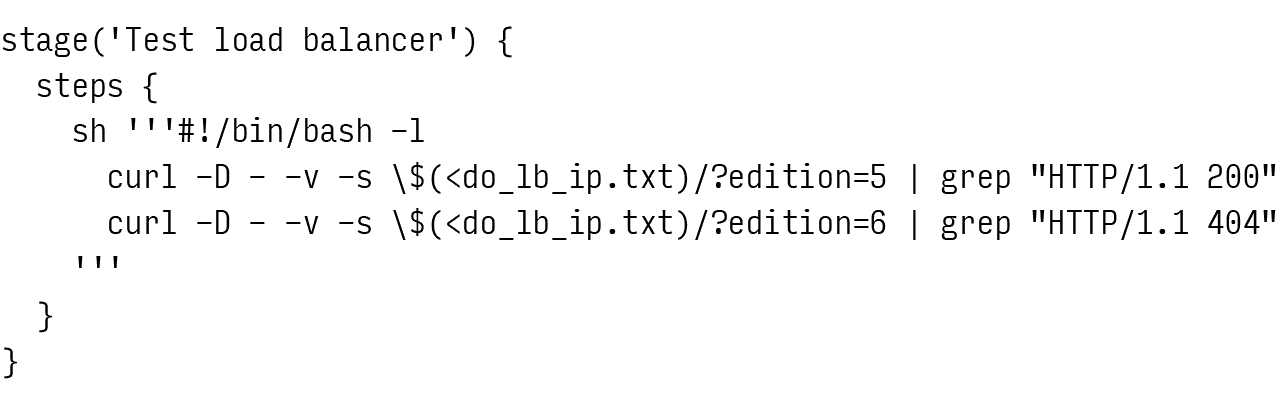 stage('Test load balancer') {
  steps {
    sh '''#!/bin/bash -l
      curl -D - -v -s \$(<do_lb_ip.txt)/?edition=5 | grep "HTTP/1.1 200"
      curl -D - -v -s \$(<do_lb_ip.txt)/?edition=6 | grep "HTTP/1.1 404"
    '''
  }
}